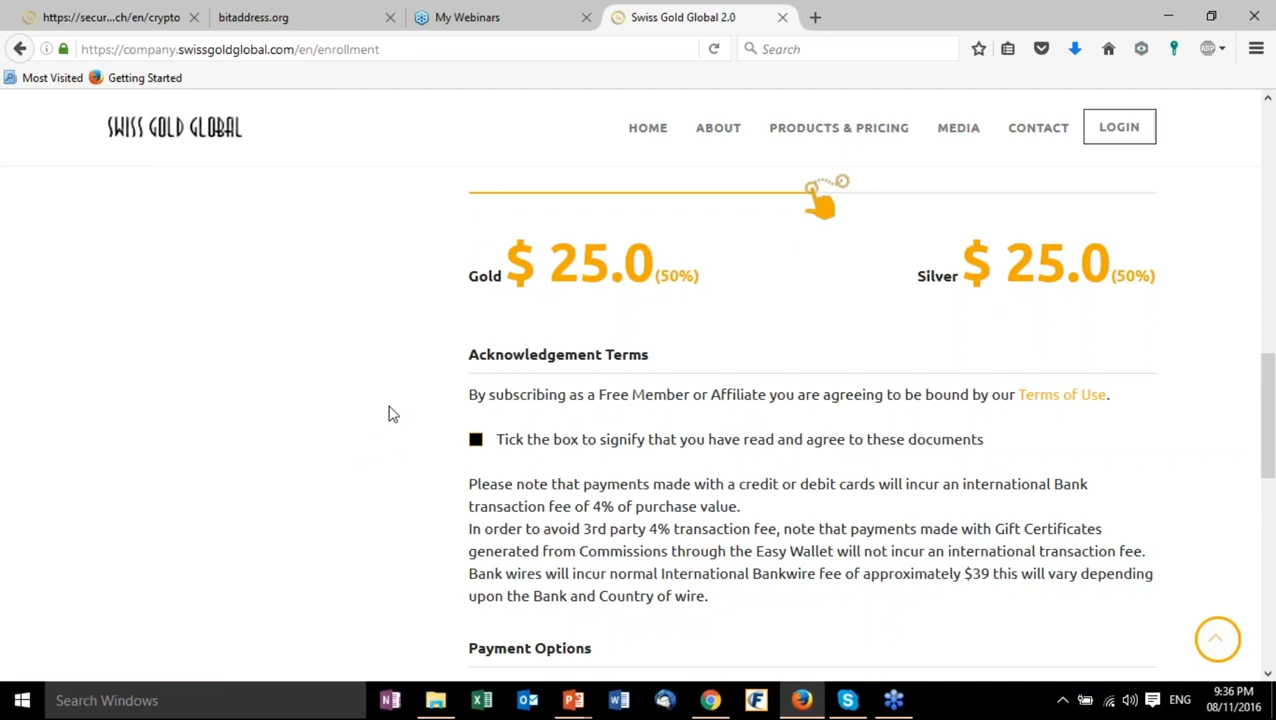 https://secur...ch/en/crypto
bitaddress.org
My Webinars
Swiss Gold Global 2.0
https://company.swissgoldglobal.com/en/enrollment
Search
ABP
Most Visited
Getting Started
SWISS GOLD GLOBAL
HOME
ABOUT
PRODUCTS & PRICING
MEDIA
CONTACT
LOGIN
Gold $ 25.0(50%)
Silver $ 25.0(50%)
Acknowledgement Terms
By subscribing as a Free Member or Affiliate you are agreeing to be bound by our Terms of Use.
Tick the box to signify that you have read and agree to these documents
Please note that payments made with a credit or debit cards will incur an international Bank
transaction fee of 4% of purchase value.
In order to avoid 3rd party 4% transaction fee, note that payments made with Gift Certificates
generated from Commissions through the Easy Wallet will not incur an international transaction fee.
Bank wires will incur normal International Bankwire fee of approximately $39 this will vary depending
upon the Bank and Country of wire.
Payment Options
Search Windows
ENG
9:36 PM
08/11/2016